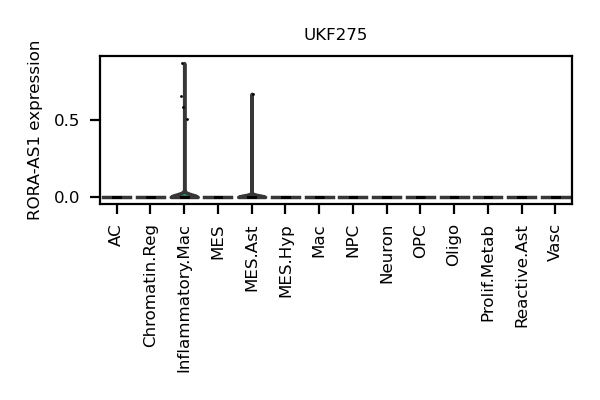 UKF275
RORA-AS1 expression
0.5
0.0
AC
Chromatin.Reg
Inflammatory.Mac
MES
MES.Ast
MES.Hyp
Mac
NPC
Neuron
OPC
Oligo
Prolif.Metab
Reactive.Ast
Vasc